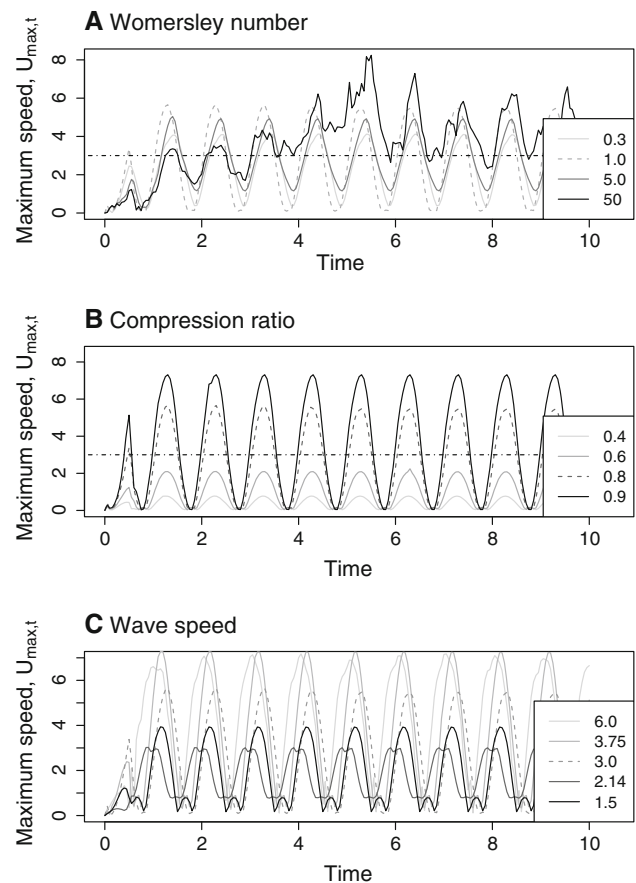 A Womersley number
Maximum speed, Umax,t
8
6
4
2
0
0.3
1.0
5.0
50
0 2 4 6 8 10
Time
B Compression ratio
Maximum speed, Umax,t
8
6
4
2
0
0.4
0.6
0.8
0.9
0 2 4 6 8 10
Time
C Wave speed
Maximum speed, Umax,t
6
4
2
0
6.0
3.75
3.0
2.14
1.5
0 2 4 6 8 10
Time